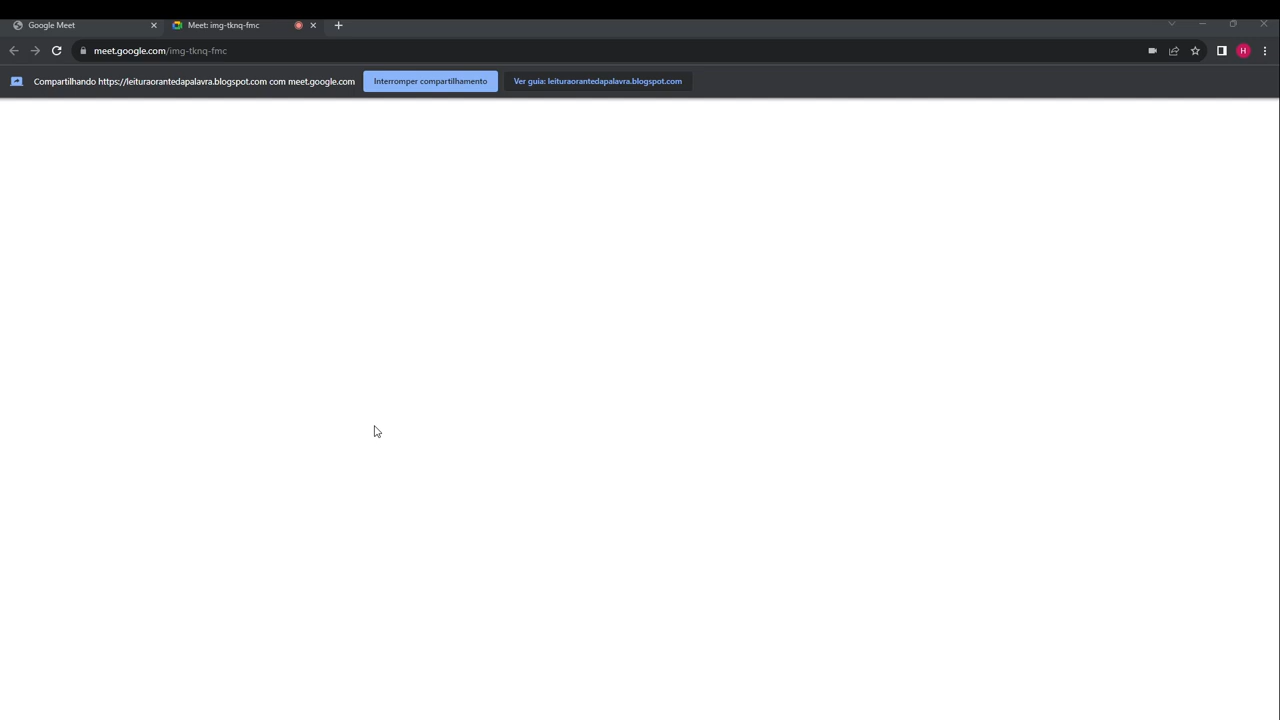 Google Meet
Meet: img-tknq-fmc
meet.google.com/img-tknq-fmc
H
Compartilhando https://leituraorantedapalavra.blogspot.com com meet.google.com
Interromper compartilhamento
Ver guia: leituraorantedapalavra.blogspot.com